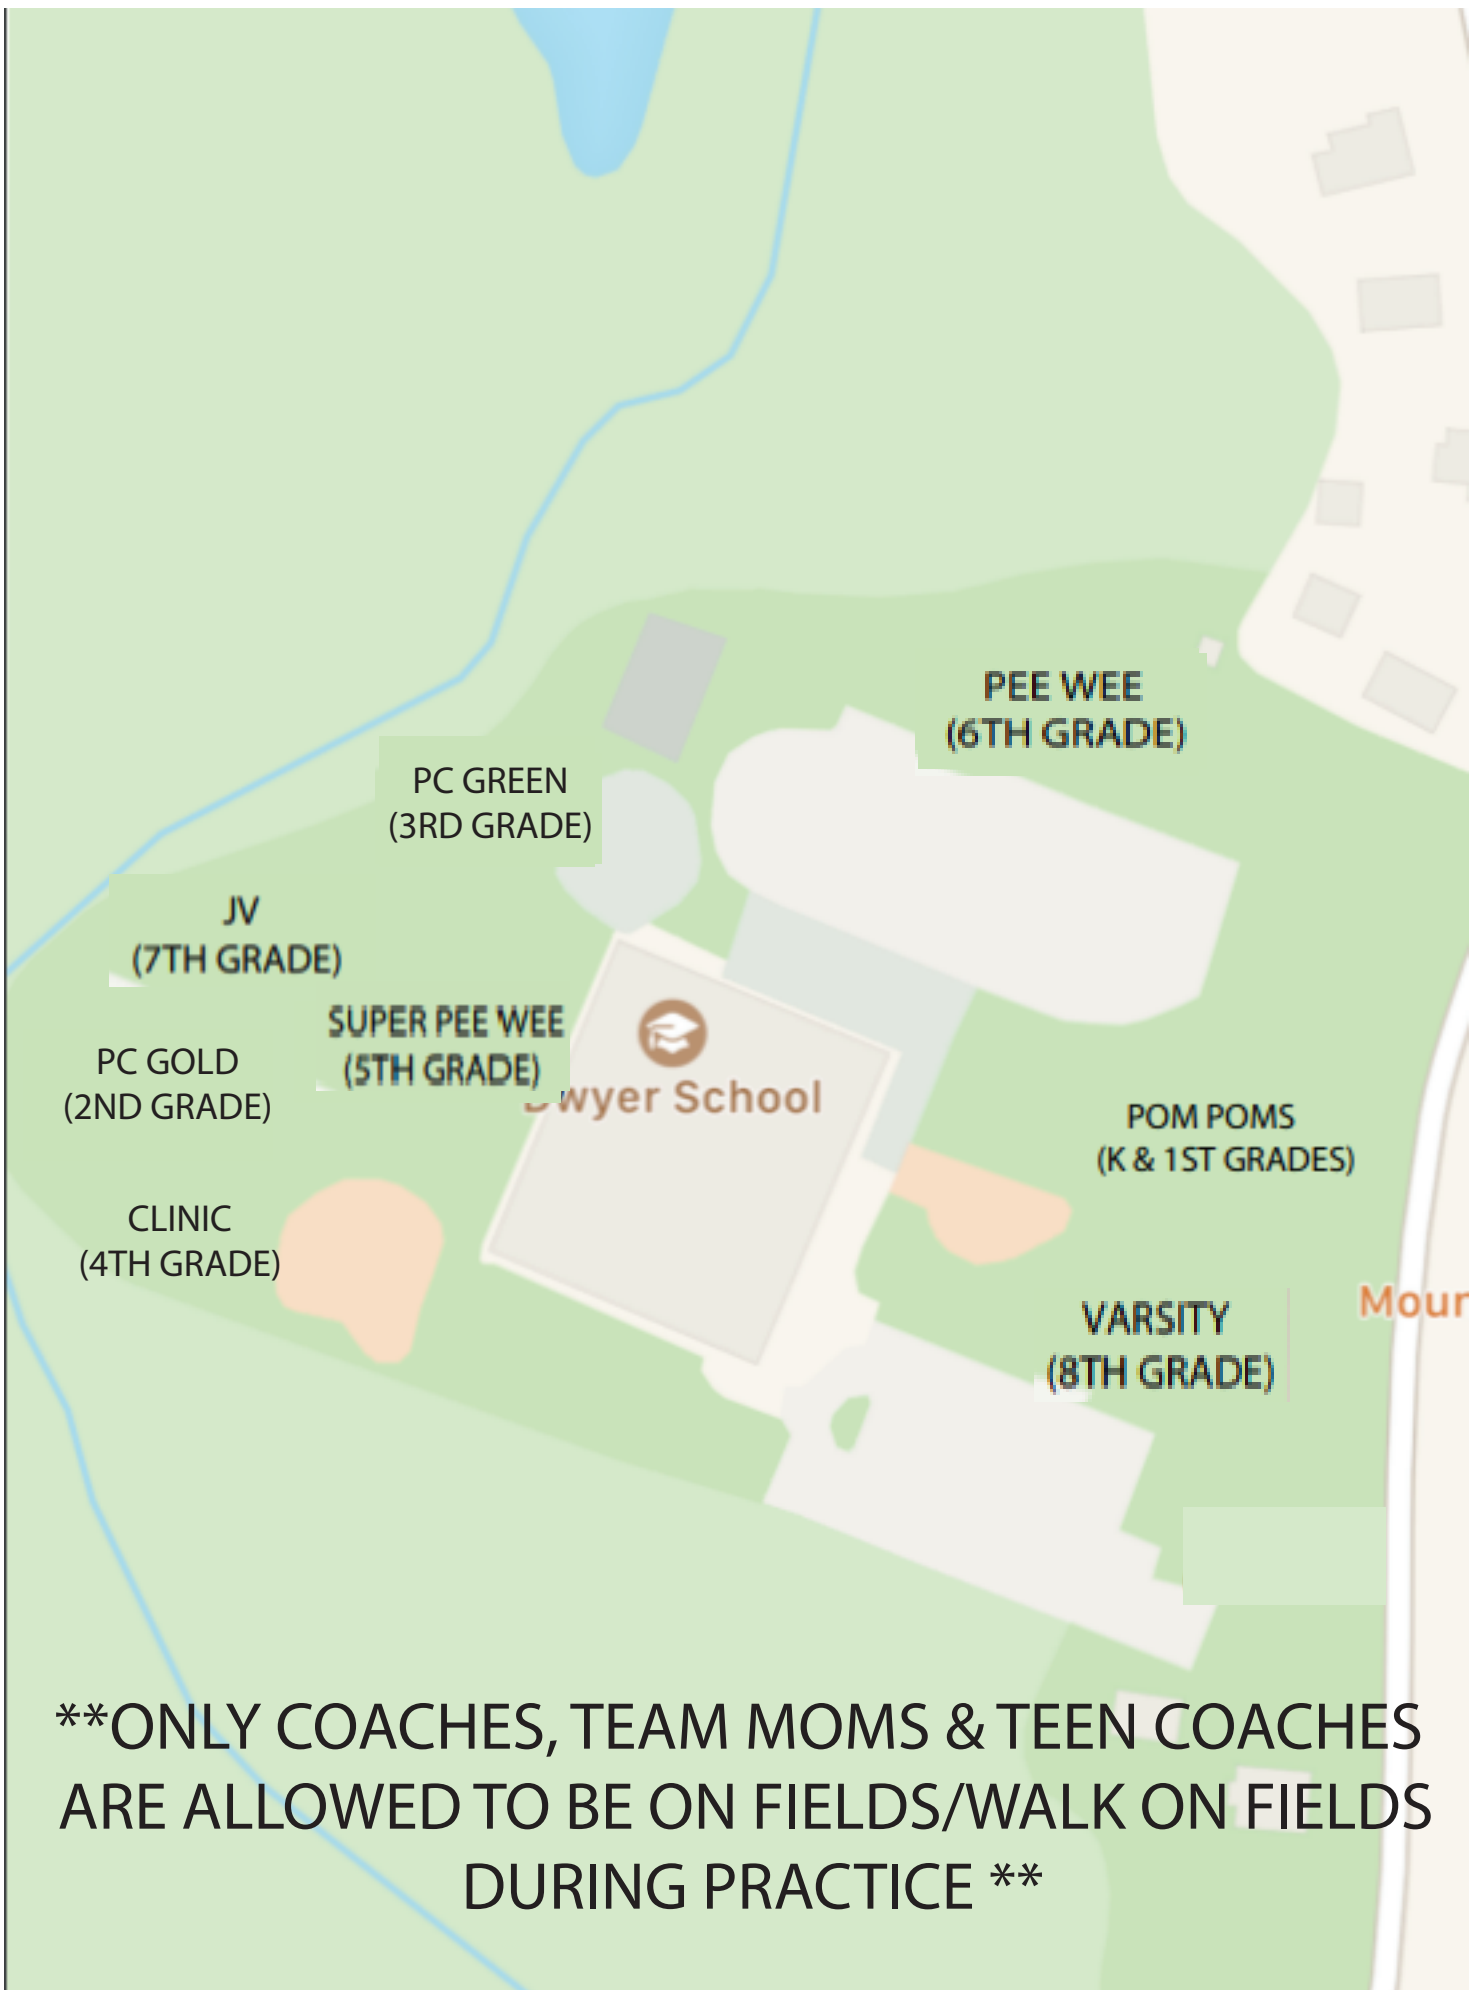 PEE WEE
(6TH GRADE)
PC GREEN
(3RD GRADE)
JV
(7TH GRADE)
SUPER PEE WEE
(5TH GRADE)
PC GOLD
(2ND GRADE)
Dwyer School
POM POMS
(K & 1ST GRADES)
CLINIC
(4TH GRADE)
VARSITY
(8TH GRADE)
Moun
**ONLY COACHES, TEAM MOMS & TEEN COACHES
ARE ALLOWED TO BE ON FIELDS/WALK ON FIELDS
DURING PRACTICE **